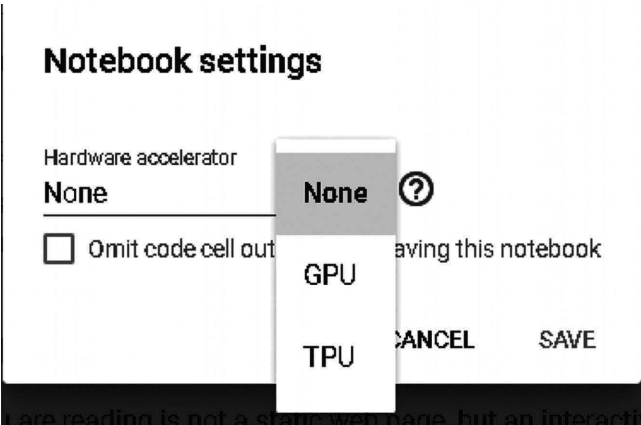 Notebook settings
Hardware accelerator
None
None
GPU
TPU
Omit code cell out aving this notebook
CANCEL SAVE
are reading is not a static web page, but an interacti